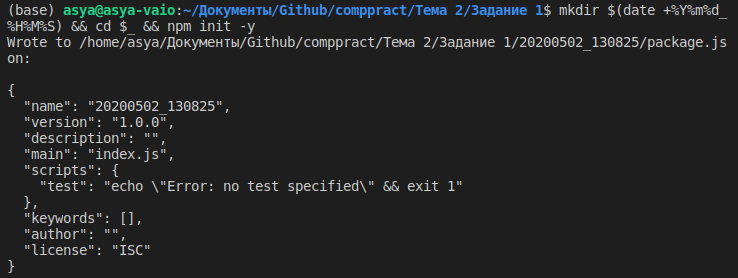 (base) asya@asya-vaio:~/Документы/Github/comppract/Тема 2/Задание 1$ mkdir $(date +%Y%m%d_
%H%M%S) && cd $_ && npm init -y
Wrote to /home/asya/Документы/Github/comppract/Тема 2/Задание 1/20200502_130825/package.js
on:
{
  "name": "20200502_130825",
  "version": "1.0.0",
  "description": "",
  "main": "index.js",
  "scripts": {
    "test": "echo \"Error: no test specified\" && exit 1"
  },
  "keywords": [],
  "author": "",
  "license": "ISC"
}